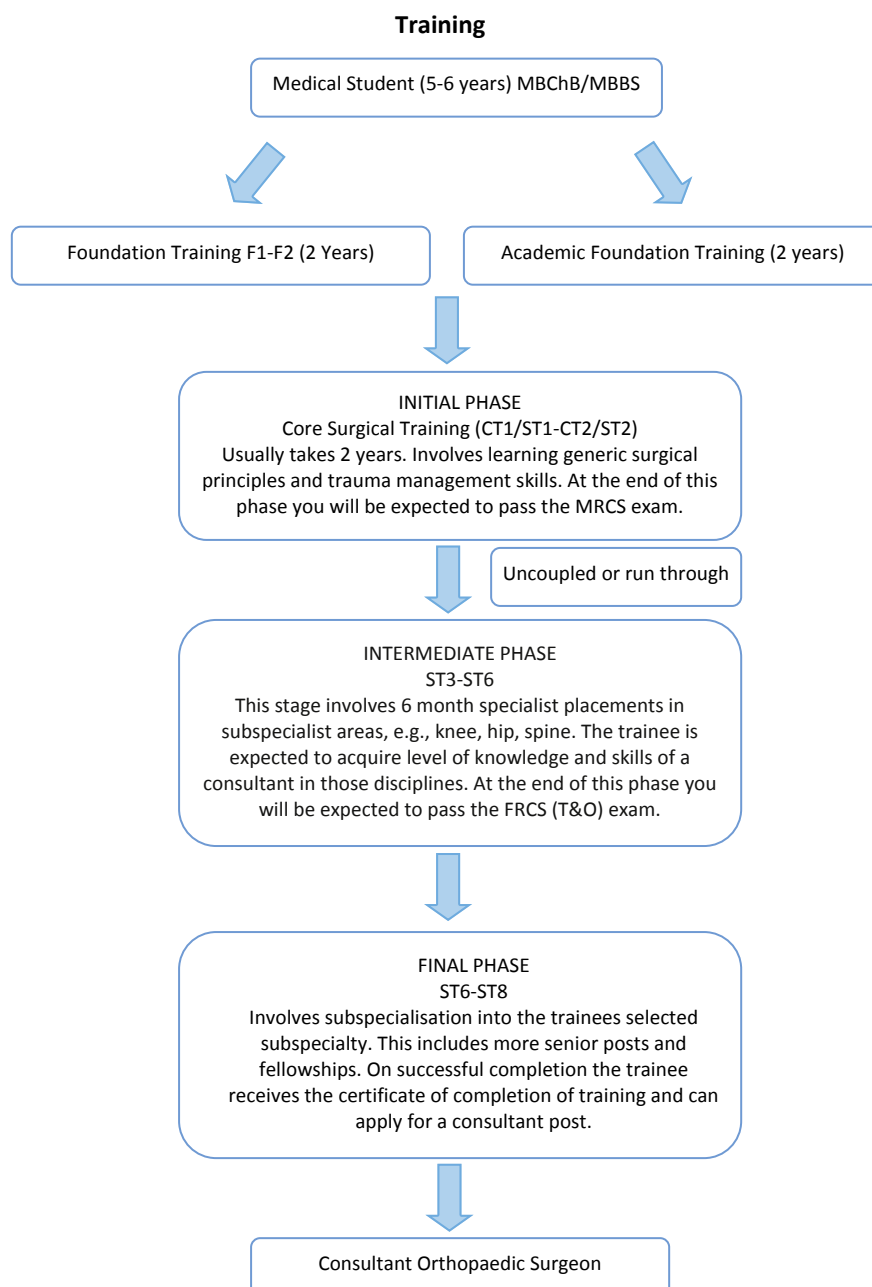 Training
Medical Student (5-6 years) MBChB/MBBS
Foundation Training F1-F2 (2 Years)
Academic Foundation Training (2 years)
INITIAL PHASE
Core Surgical Training (CT1/ST1-CT2/ST2)
Usually takes 2 years. Involves learning generic surgical
principles and trauma management skills. At the end of this
phase you will be expected to pass the MRCS exam.
Uncoupled or run through
INTERMEDIATE PHASE
ST3-ST6
This stage involves 6 month specialist placements in
subspecialist areas, e.g., knee, hip, spine. The trainee is
expected to acquire level of knowledge and skills of a
consultant in those disciplines. At the end of this phase you
will be expected to pass the FRCS (T&O) exam.
FINAL PHASE
ST6-ST8
Involves subspecialisation into the trainees selected
subspecialty. This includes more senior posts and
fellowships. On successful completion the trainee
receives the certificate of completion of training and can
apply for a consultant post.
Consultant Orthopaedic Surgeon